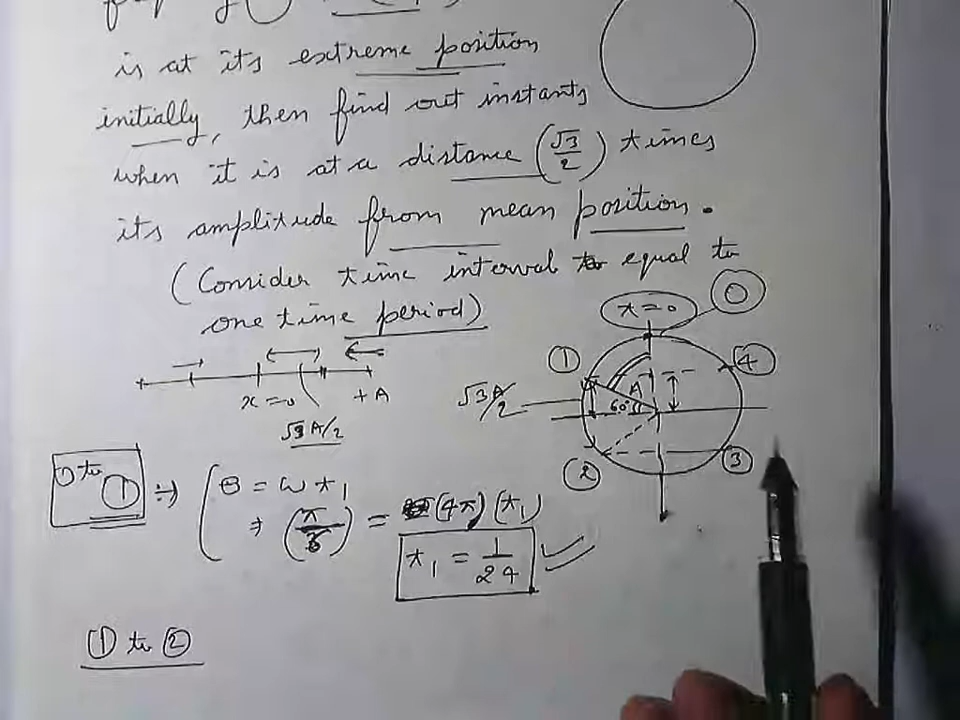 is at its extreme position
initially, then find out instants
when it is at a distance (√3/2) times
its amplitude from mean position.
(Consider time interval to equal to
one time period)
x=0
+A
√3A/2
t=0
0
1
2
3
4
A
60°
√3A/2
1
⇒ θ = ωt₁
⇒ (π/6) = (4π)(t₁)
t₁ = 1/24
① to ②